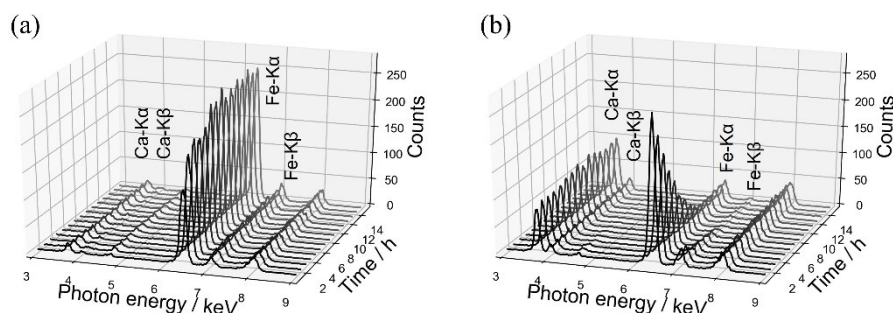 (a)
Ca-Kα
Ca-Kβ
Fe-Kα
Fe-Kβ
250
200
150
100
50
0
Counts
3
4
5
6
7
8
9
Photon energy / keV
2
4
6
8
10
12
14
Time / h
(b)
Ca-Kα
Ca-Kβ
Fe-Kα
Fe-Kβ
250
200
150
100
50
0
Counts
3
4
5
6
7
8
9
Photon energy / keV
2
4
6
8
10
12
14
Time / h